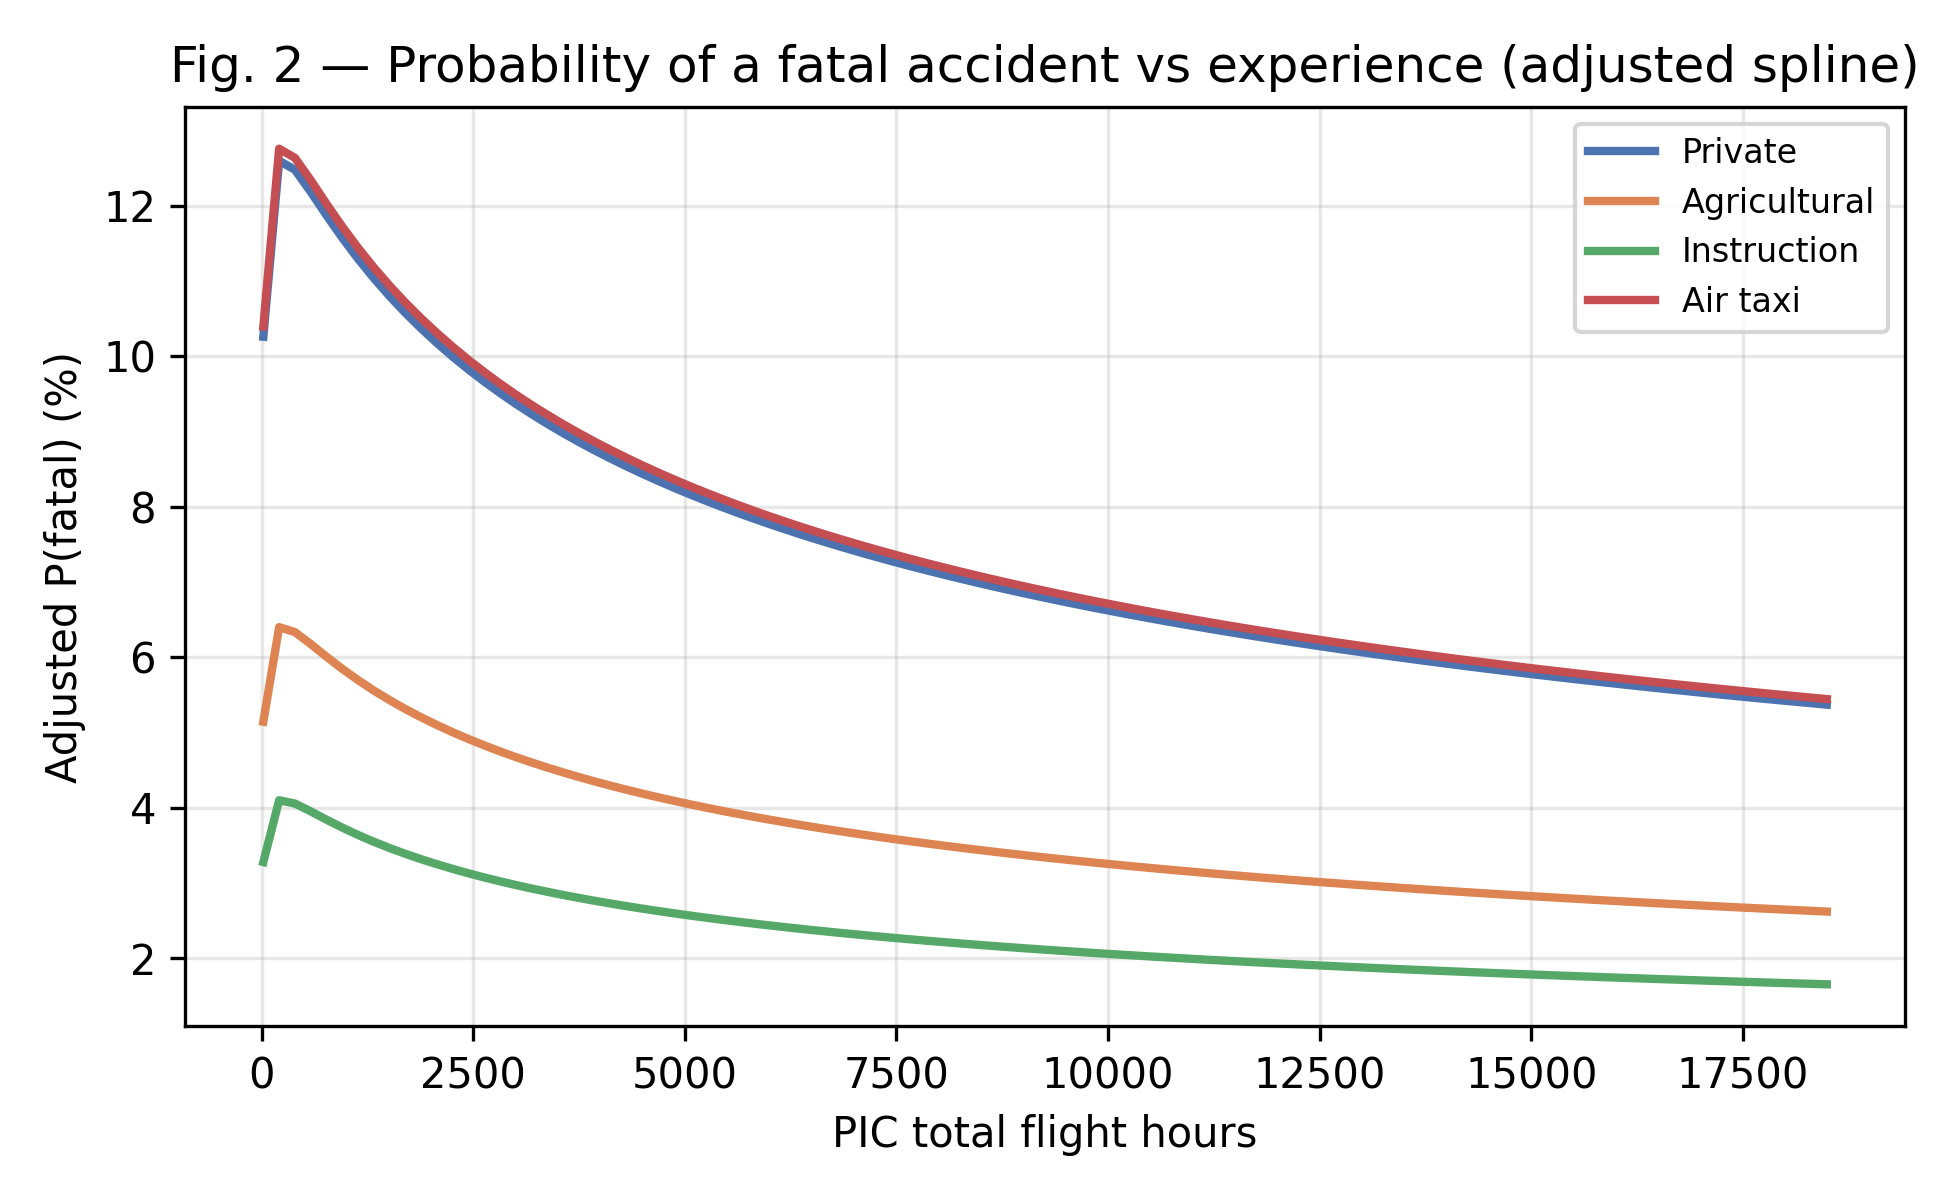 Fig. 2 — Probability of a fatal accident vs experience (adjusted spline)
Adjusted P(fatal) (%)
12
10
8
6
4
2
Private
Agricultural
Instruction
Air taxi
0 2500 5000 7500 10000 12500 15000 17500
PIC total flight hours